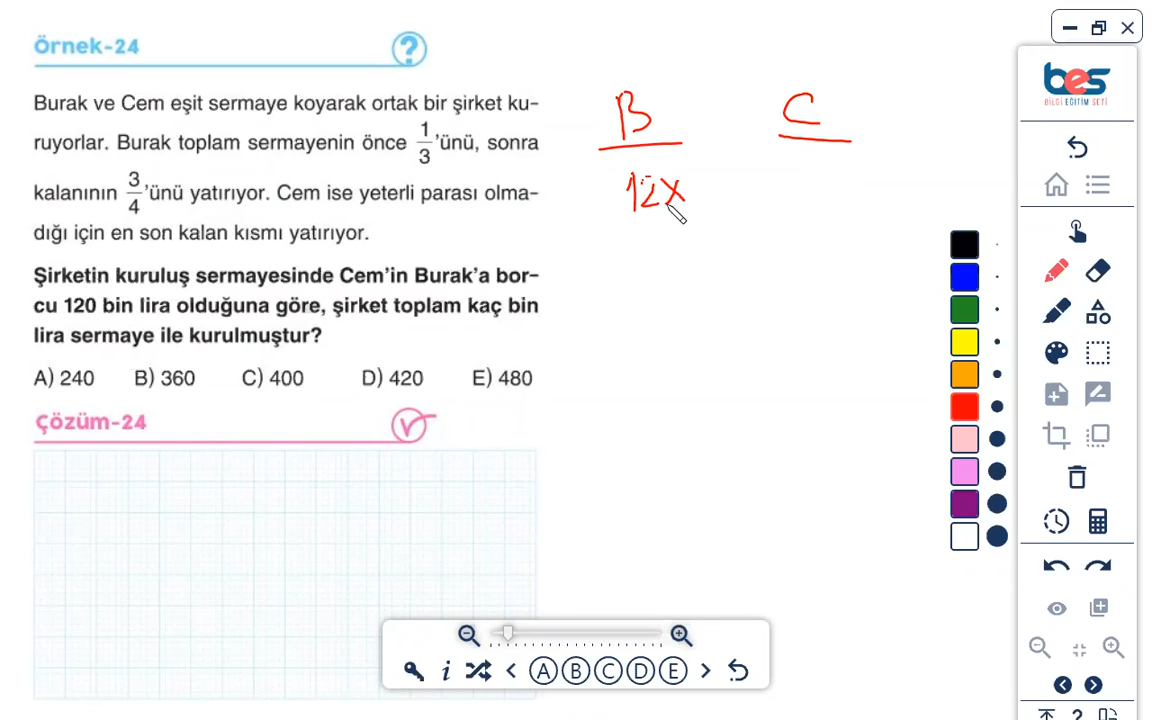 Örnek-24
?
Burak ve Cem eşit sermaye koyarak ortak bir şirket ku-
ruyorlar. Burak toplam sermayenin önce 1/3'ünü, sonra
kalanının 3/4'ünü yatırıyor. Cem ise yeterli parası olma-
dığı için en son kalan kısmı yatırıyor.
Şirketin kuruluş sermayesinde Cem'in Burak'a bor-
cu 120 bin lira olduğuna göre, şirket toplam kaç bin
lira sermaye ile kurulmuştur?
A) 240 B) 360 C) 400 D) 420 E) 480
Çözüm-24
B C
12x
bes
BİLGİ EĞİTİM SETİ
i < A B C D E >
?